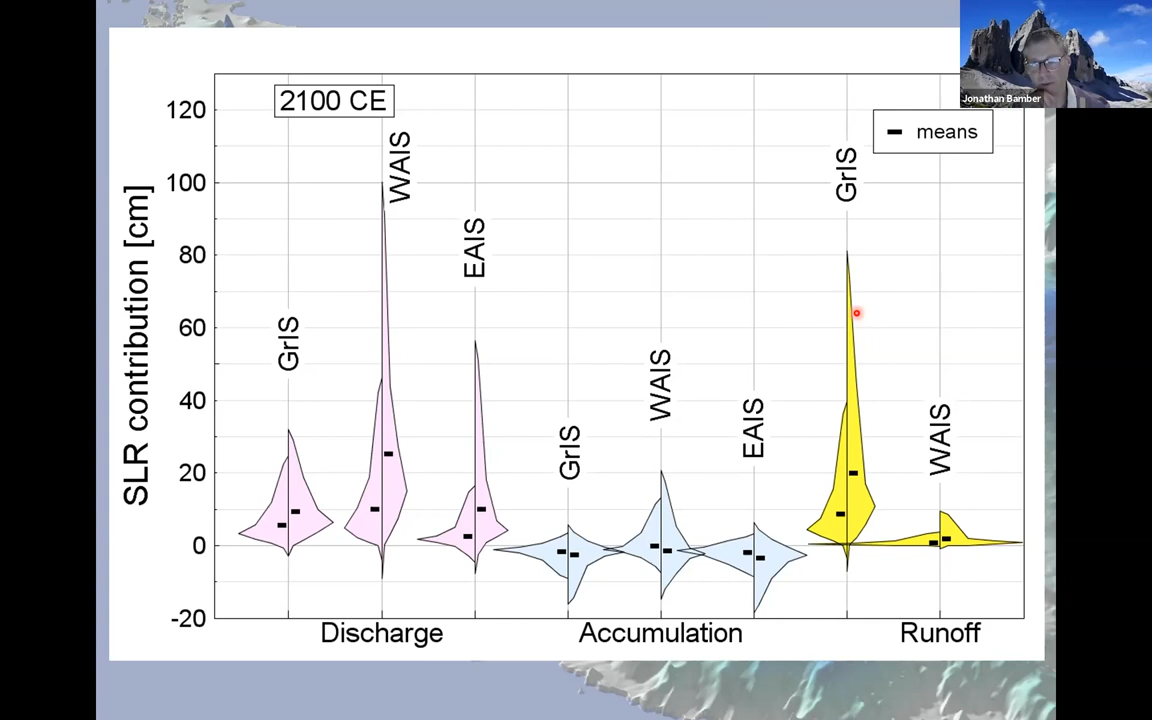 Jonathan Bamber
2100 CE
means
SLR contribution [cm]
120
100
80
60
40
20
0
-20
GrIS
WAIS
EAIS
GrIS
WAIS
EAIS
GrIS
WAIS
Discharge
Accumulation
Runoff